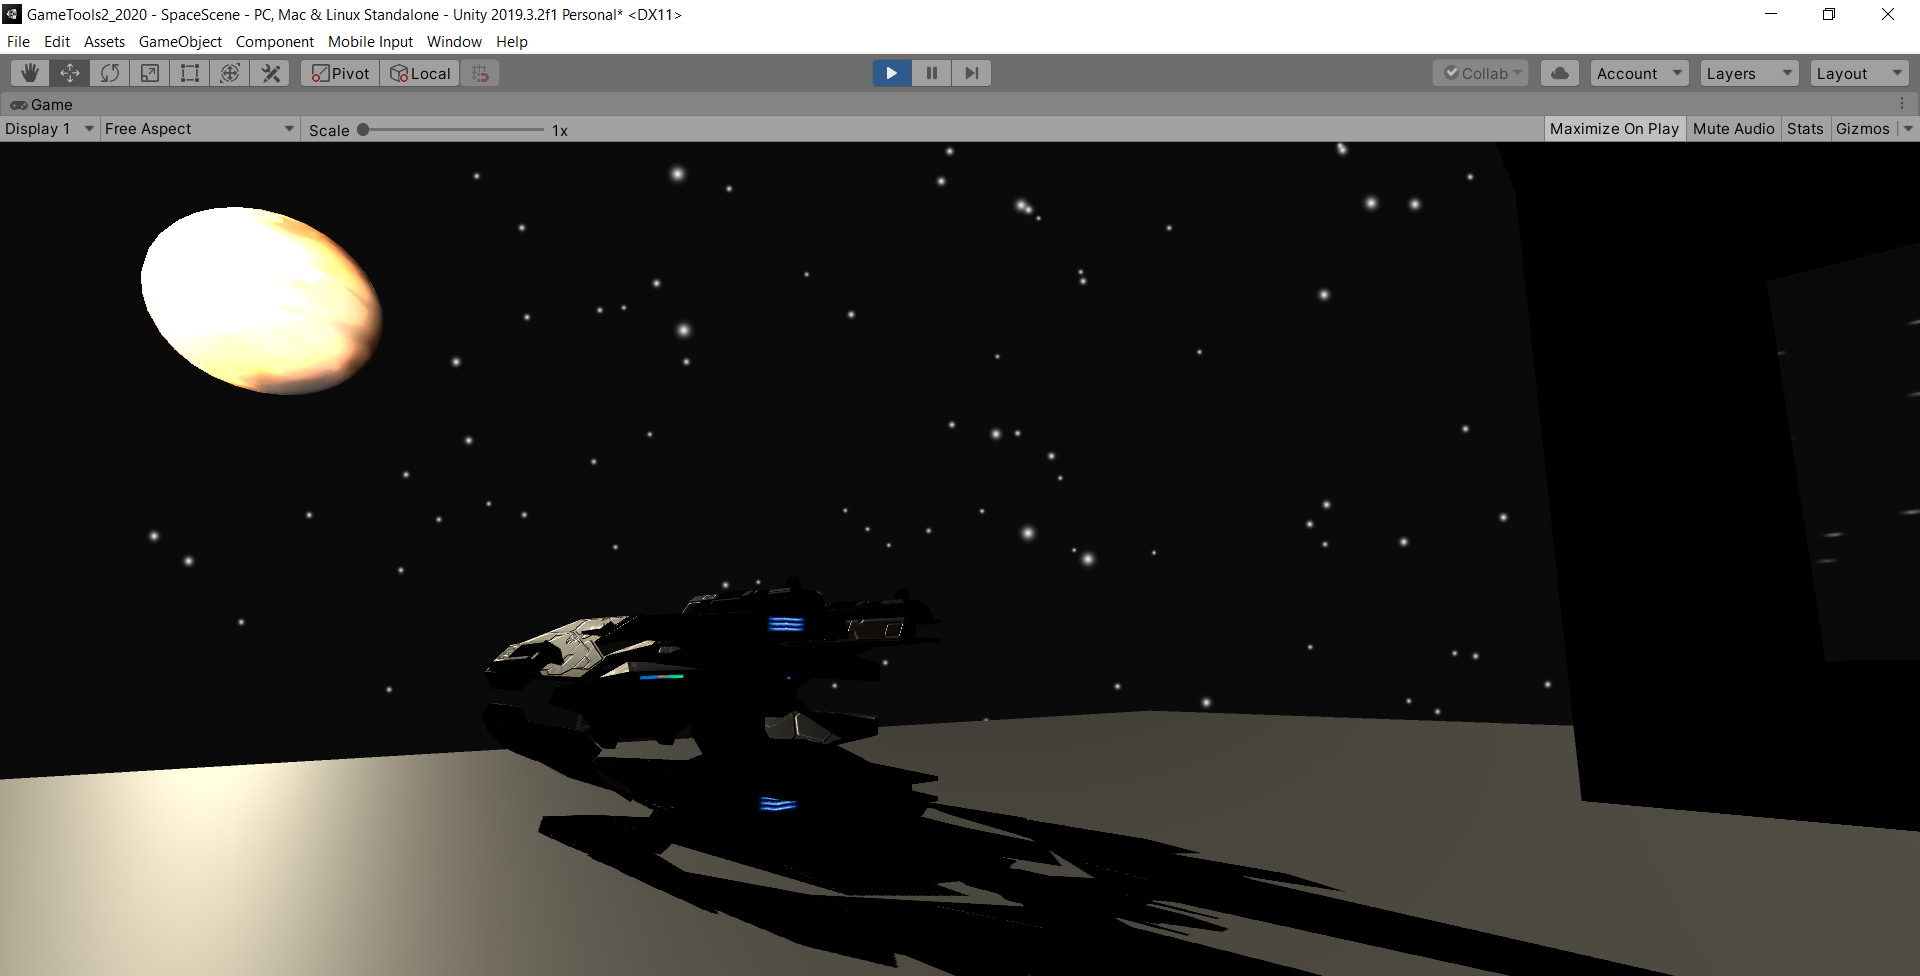 GameTools2_2020 - SpaceScene - PC, Mac & Linux Standalone - Unity 2019.3.2f1 Personal* <DX11>
File Edit Assets GameObject Component Mobile Input Window Help
Pivot Local Collab Account Layers Layout
Game
Display 1 Free Aspect Scale 1x Maximize On Play Mute Audio Stats Gizmos